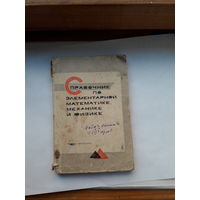 СПРАВОЧНИК
ПО
ЭЛЕМЕНТАРНОЙ
МАТЕМАТИКЕ,
МЕХАНИКЕ
И ФИЗИКЕ